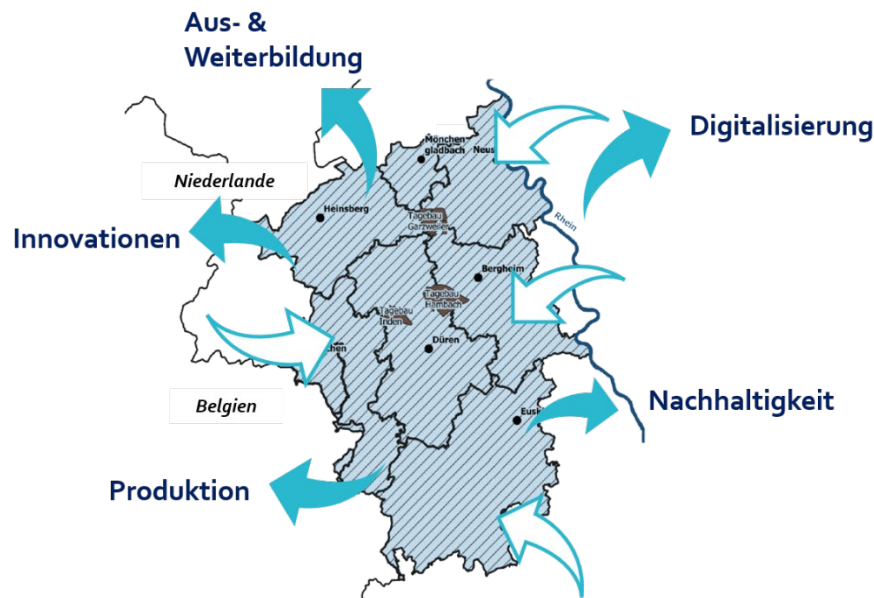 Aus- &
Weiterbildung
Digitalisierung
Mönchen
gladbach
Neus
Niederlande
Heinsberg
Tagebau
Garzweiler
Rhein
Innovationen
Bergheim
Tagebau
Hambach
Tagebau
Inden
chen
Düren
Belgien
Nachhaltigkeit
Eusk
Produktion